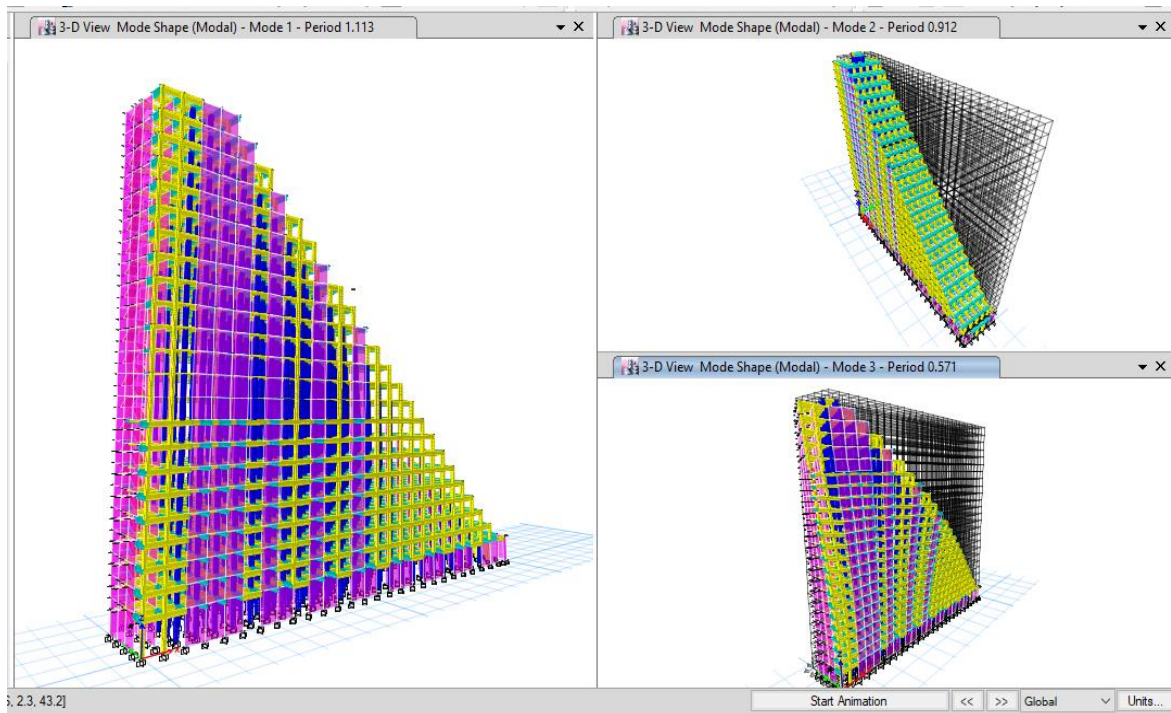 3-D View Mode Shape (Modal) - Mode 1 - Period 1.113
3-D View Mode Shape (Modal) - Mode 2 - Period 0.912
3-D View Mode Shape (Modal) - Mode 3 - Period 0.571
2.3, 43.2]
Start Animation << >> Global Units...